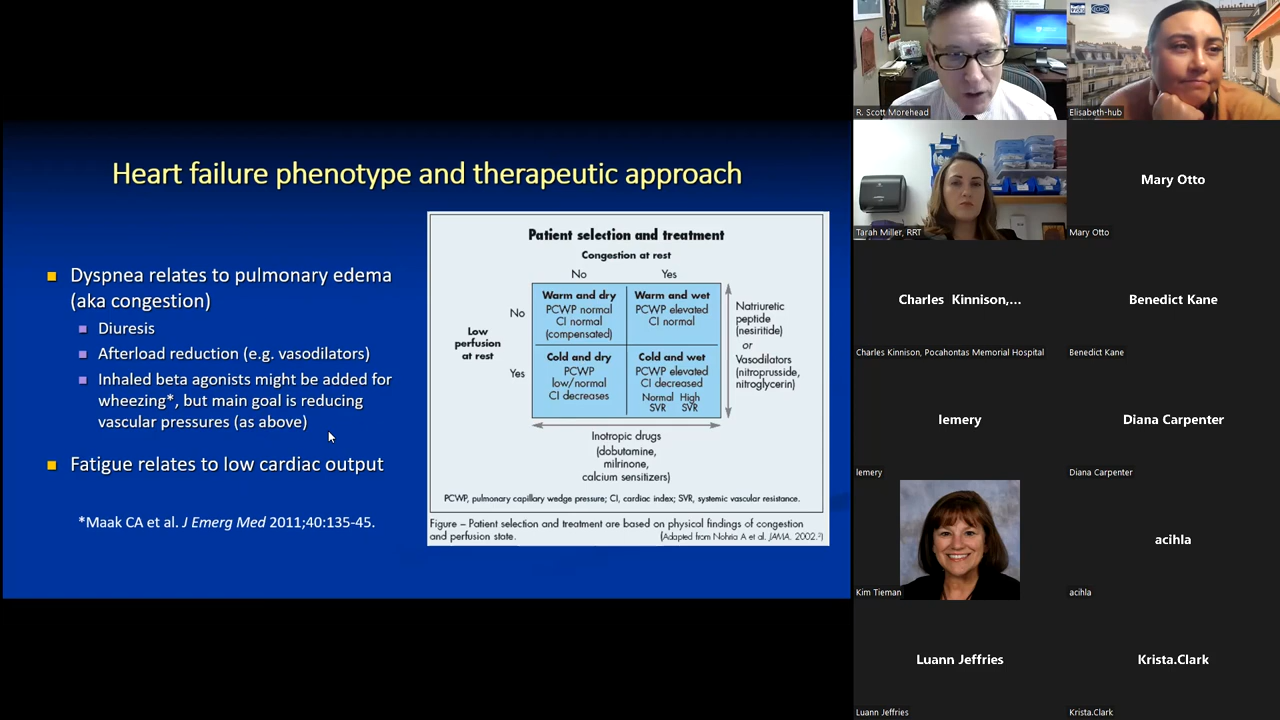 Heart failure phenotype and therapeutic approach
Dyspnea relates to pulmonary edema
(aka congestion)
Diuresis
Afterload reduction (e.g. vasodilators)
Inhaled beta agonists might be added for
wheezing*, but main goal is reducing
vascular pressures (as above)
Fatigue relates to low cardiac output
*Maak CA et al. J Emerg Med 2011;40:135-45.
Patient selection and treatment
Congestion at rest
No
Yes
Low
perfusion
at rest
No
Yes
Warm and dry
PCWP normal
CI normal
(compensated)
Warm and wet
PCWP elevated
CI normal
Cold and dry
PCWP
low/normal
CI decreases
Cold and wet
PCWP elevated
CI decreased
Normal High
SVR SVR
Natriuretic
peptide
(nesiritide)
or
Vasodilators
(nitroprusside,
nitroglycerin)
Inotropic drugs
(dobutamine,
milrinone,
calcium sensitizers)
PCWP, pulmonary capillary wedge pressure; CI, cardiac index; SVR, systemic vascular resistance.
Figure – Patient selection and treatment are based on physical findings of congestion
and perfusion state. (Adapted from Nohria A et al. JAMA. 2002.²)
R. Scott Morehead
Elisabeth-hub
Tarah Miller, RRT
Mary Otto
Mary Otto
Charles Kinnison,...
Charles Kinnison, Pocahontas Memorial Hospital
Benedict Kane
Benedict Kane
lemery
lemery
Diana Carpenter
Diana Carpenter
Kim Tieman
acihla
acihla
Luann Jeffries
Luann Jeffries
Krista.Clark
Krista.Clark